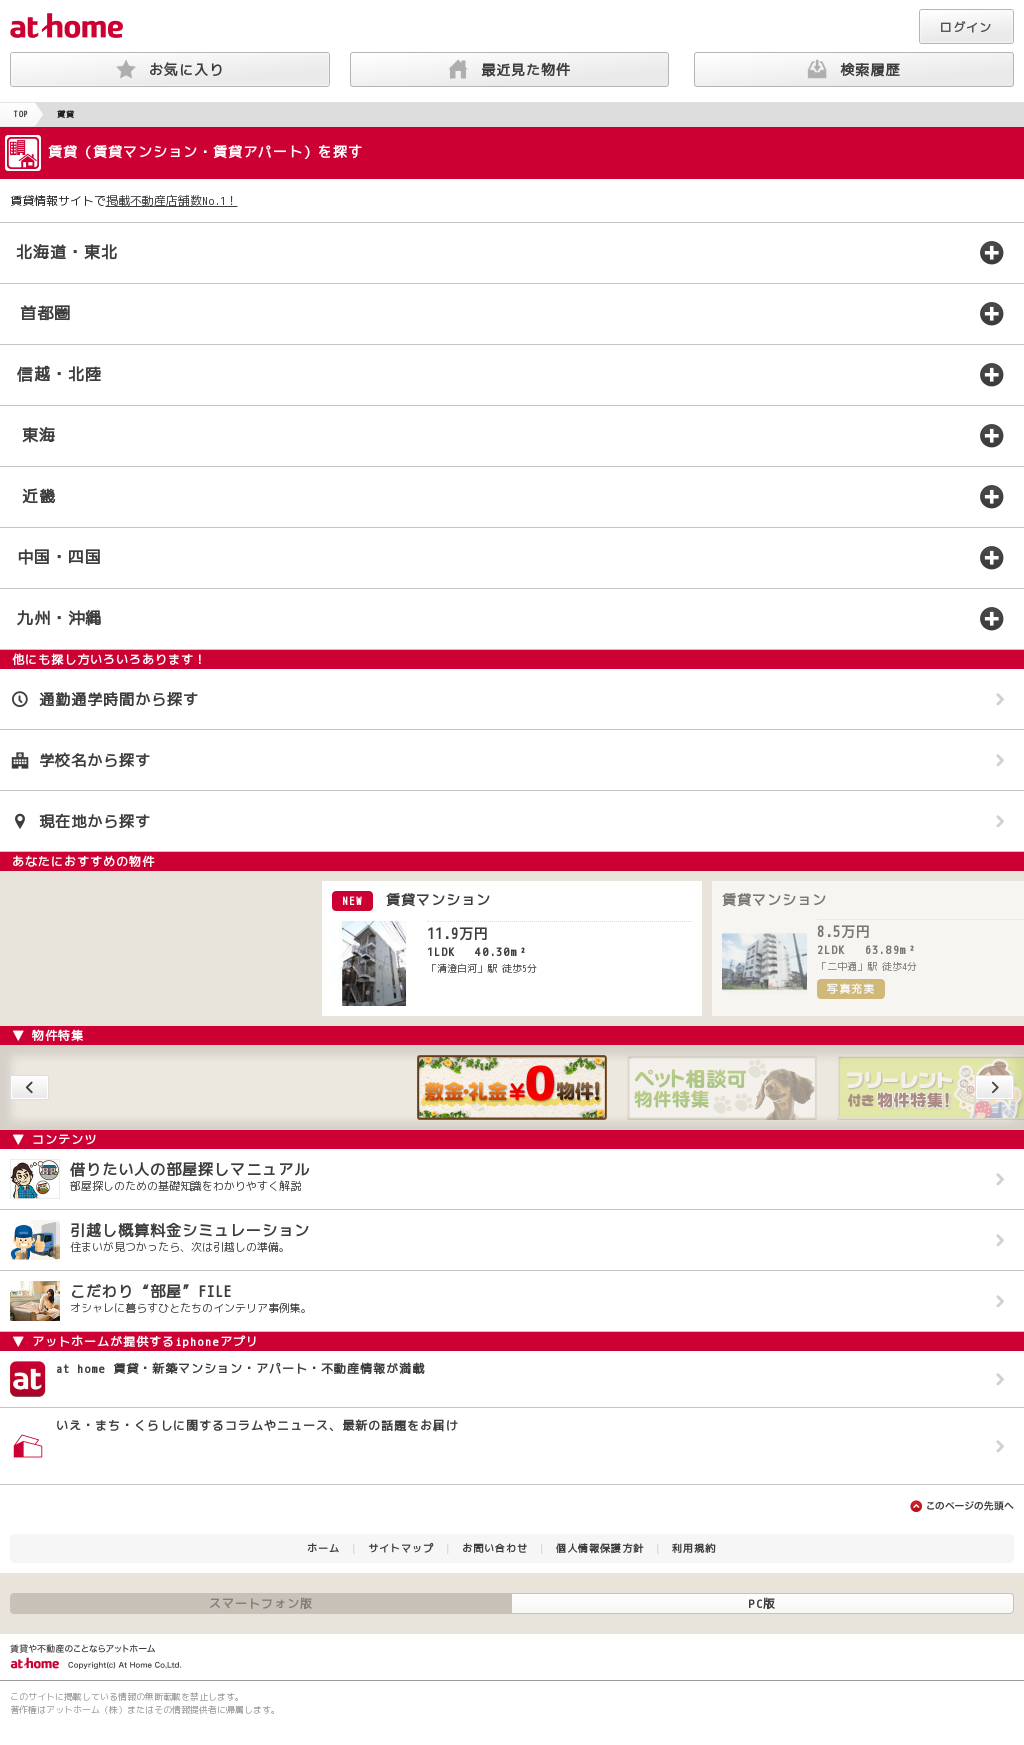 at home
ログイン
お気に入り
最近見た物件
検索履歴
TOP
賃貸
賃貸（賃貸マンション・賃貸アパート）を探す
賃貸情報サイトで掲載不動産店舗数No.1！
北海道・東北
首都圏
信越・北陸
東海
近畿
中国・四国
九州・沖縄
他にも探し方いろいろあります！
通勤通学時間から探す
学校名から探す
現在地から探す
あなたにおすすめの物件
NEW 賃貸マンション
11.9万円
1LDK 40.30m²
「清澄白河」駅 徒歩5分
賃貸マンション
8.5万円
2LDK 63.89m²
「二中通」駅 徒歩4分
写真充実
▼ 物件特集
敷金・礼金¥0物件!
ペット相談可
物件特集
フリーレント
付き物件特集!
▼ コンテンツ
借りたい人の部屋探しマニュアル
部屋探しのための基礎知識をわかりやすく解説
引越し概算料金シミュレーション
住まいが見つかったら、次は引越しの準備。
こだわり“部屋”FILE
オシャレに暮らすひとたちのインテリア事例集。
▼ アットホームが提供するiphoneアプリ
at
at home 賃貸・新築マンション・アパート・不動産情報が満載
いえ・まち・くらしに関するコラムやニュース、最新の話題をお届け
このページの先頭へ
ホーム | サイトマップ | お問い合わせ | 個人情報保護方針 | 利用規約
スマートフォン版
PC版
賃貸や不動産のことならアットホーム
at home Copyright(c) At Home Co,Ltd.
このサイトに掲載している情報の無断転載を禁止します。
著作権はアットホーム（株）またはその情報提供者に帰属します。